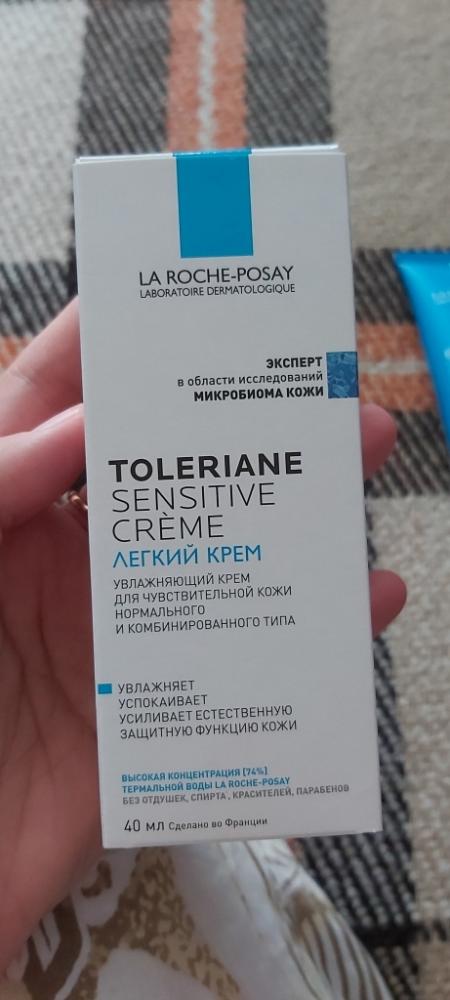 LA ROCHE-POSAY
LABORATOIRE DERMATOLOGIQUE
ЭКСПЕРТ
в области исследований
МИКРОБИОМА КОЖИ
TOLERIANE
SENSITIVE
CRÈME
ЛЕГКИЙ КРЕМ
УВЛАЖНЯЮЩИЙ КРЕМ
ДЛЯ ЧУВСТВИТЕЛЬНОЙ КОЖИ
НОРМАЛЬНОГО
И КОМБИНИРОВАННОГО ТИПА
УВЛАЖНЯЕТ
УСПОКАИВАЕТ
УСИЛИВАЕТ ЕСТЕСТВЕННУЮ
ЗАЩИТНУЮ ФУНКЦИЮ КОЖИ
ВЫСОКАЯ КОНЦЕНТРАЦИЯ [74%]
ТЕРМАЛЬНОЙ ВОДЫ LA ROCHE-POSAY
БЕЗ ОТДУШЕК, СПИРТА , КРАСИТЕЛЕЙ, ПАРАБЕНОВ
40 МЛ Сделано во Франции